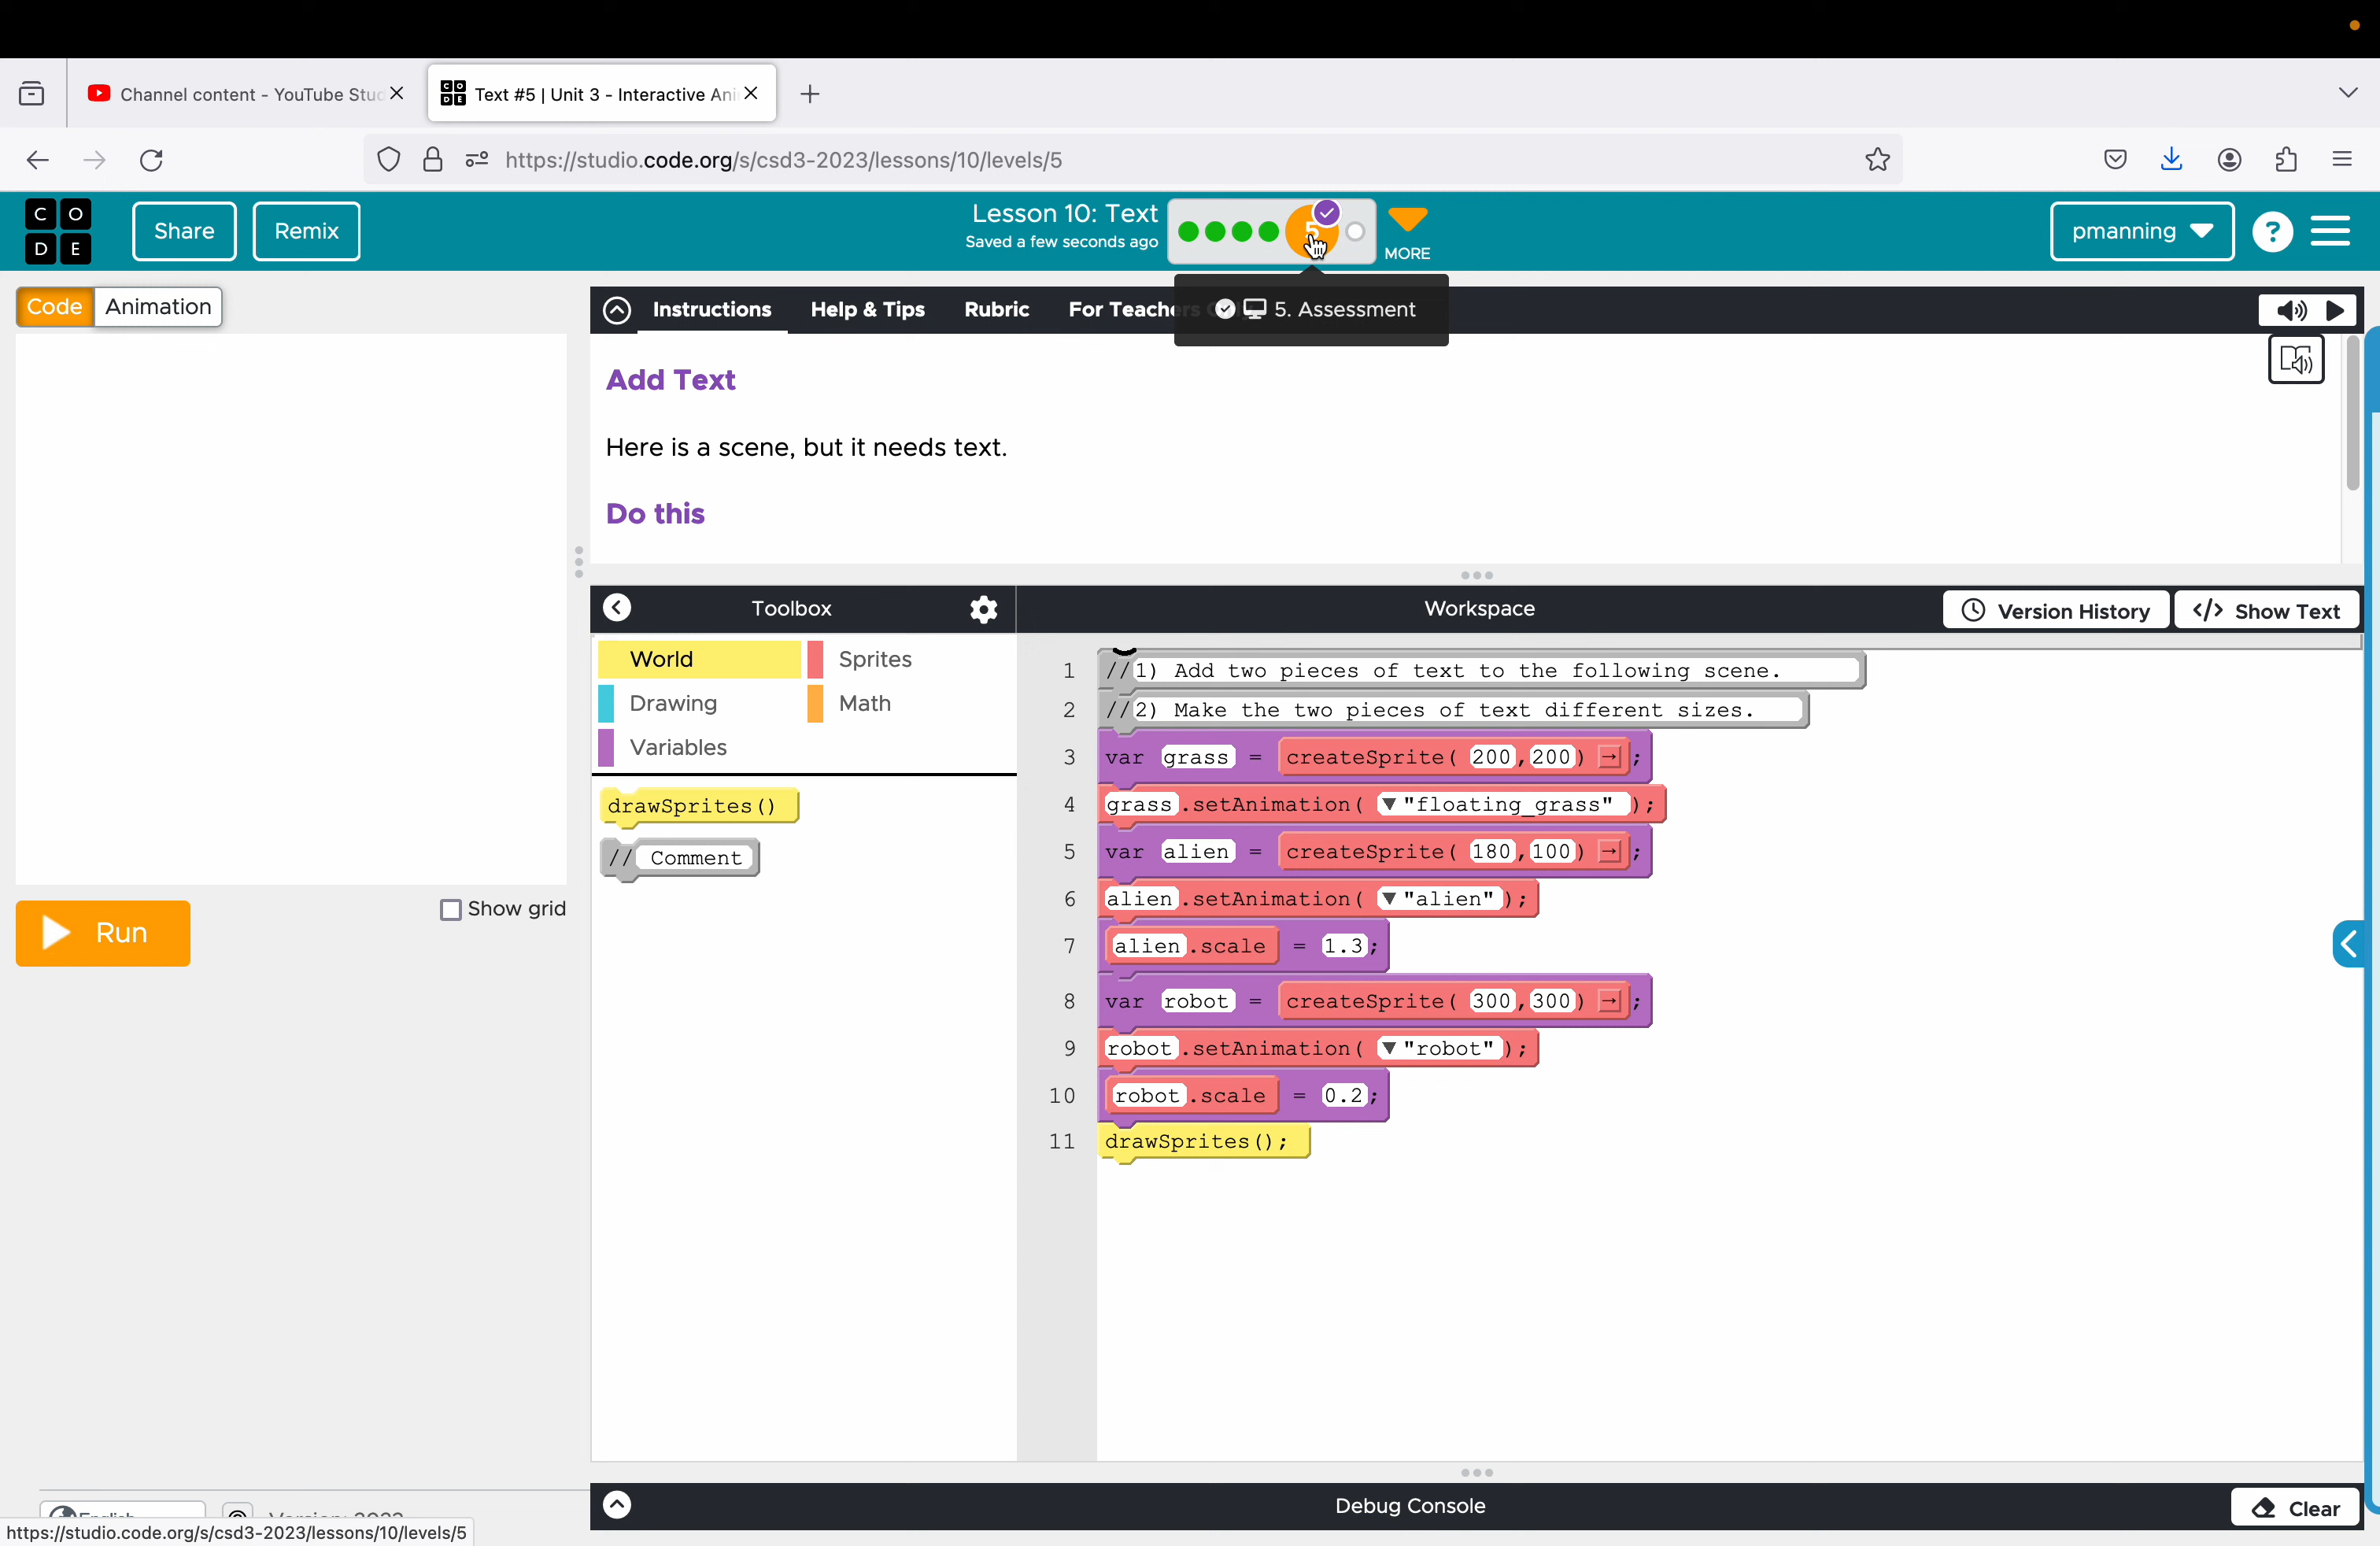 Channel content - YouTube Stu
Text #5 | Unit 3 - Interactive Ani
https://studio.code.org/s/csd3-2023/lessons/10/levels/5
C O
D E
Share
Remix
Lesson 10: Text
Saved a few seconds ago
5
MORE
pmanning
?
Code
Animation
Instructions
Help & Tips
Rubric
For Teachers
5. Assessment
Add Text
Here is a scene, but it needs text.
Do this
Toolbox
Workspace
Version History
</> Show Text
World
Sprites
Drawing
Math
Variables
drawSprites()
// Comment
1 //1) Add two pieces of text to the following scene.
2 //2) Make the two pieces of text different sizes.
3 var grass = createSprite( 200,200) → ;
4 grass.setAnimation( ▼"floating_grass" );
5 var alien = createSprite( 180,100) → ;
6 alien.setAnimation( ▼"alien" );
7 alien.scale = 1.3;
8 var robot = createSprite( 300,300) → ;
9 robot.setAnimation( ▼"robot" );
10 robot.scale = 0.2;
11 drawSprites();
Show grid
Run
Debug Console
Clear
English
https://studio.code.org/s/csd3-2023/lessons/10/levels/5